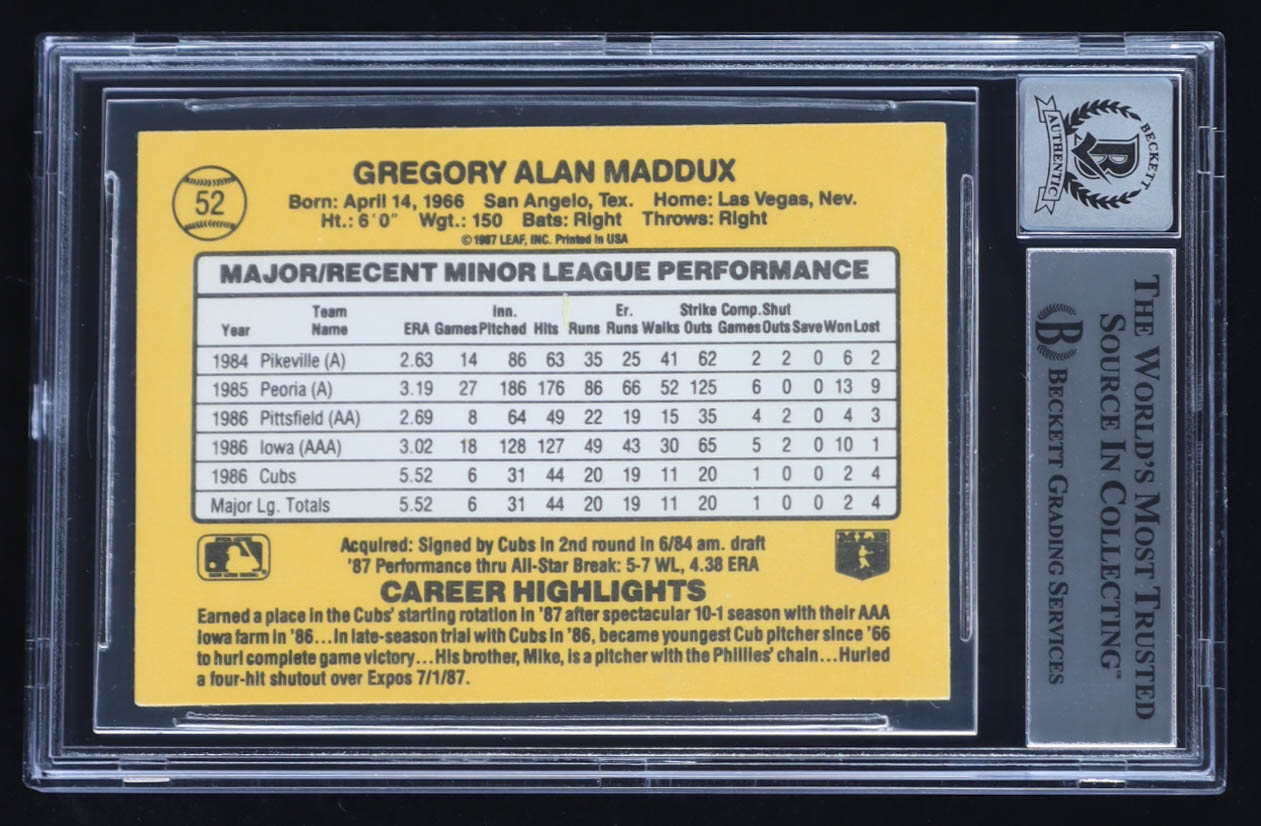 52
GREGORY ALAN MADDUX
Born: April 14, 1966 San Angelo, Tex. Home: Las Vegas, Nev.
Ht.: 6'0" Wgt.: 150 Bats: Right Throws: Right
©1987 LEAF, INC. Printed in USA
MAJOR/RECENT MINOR LEAGUE PERFORMANCE
Year Team Name ERA Games Inn. Pitched Hits Runs Er. Runs Walks Strike Outs Comp. Games Shut Outs Save Won Lost
1984 Pikeville (A) 2.63 14 86 63 35 25 41 62 2 2 0 6 2
1985 Peoria (A) 3.19 27 186 176 86 66 52 125 6 0 0 13 9
1986 Pittsfield (AA) 2.69 8 64 49 22 19 15 35 4 2 0 4 3
1986 Iowa (AAA) 3.02 18 128 127 49 43 30 65 5 2 0 10 1
1986 Cubs 5.52 6 31 44 20 19 11 20 1 0 0 2 4
Major Lg. Totals 5.52 6 31 44 20 19 11 20 1 0 0 2 4
Acquired: Signed by Cubs in 2nd round in 6/84 am. draft
'87 Performance thru All-Star Break: 5-7 WL, 4.38 ERA
CAREER HIGHLIGHTS
Earned a place in the Cubs' starting rotation in '87 after spectacular 10-1 season with their AAA
Iowa farm in '86...In late-season trial with Cubs in '86, became youngest Cub pitcher since '66
to hurl complete game victory...His brother, Mike, is a pitcher with the Phillies' chain...Hurled
a four-hit shutout over Expos 7/1/87.
BECKETT
B
AUTHENTIC
THE WORLD'S MOST TRUSTED
SOURCE IN COLLECTING™
B BECKETT GRADING SERVICES